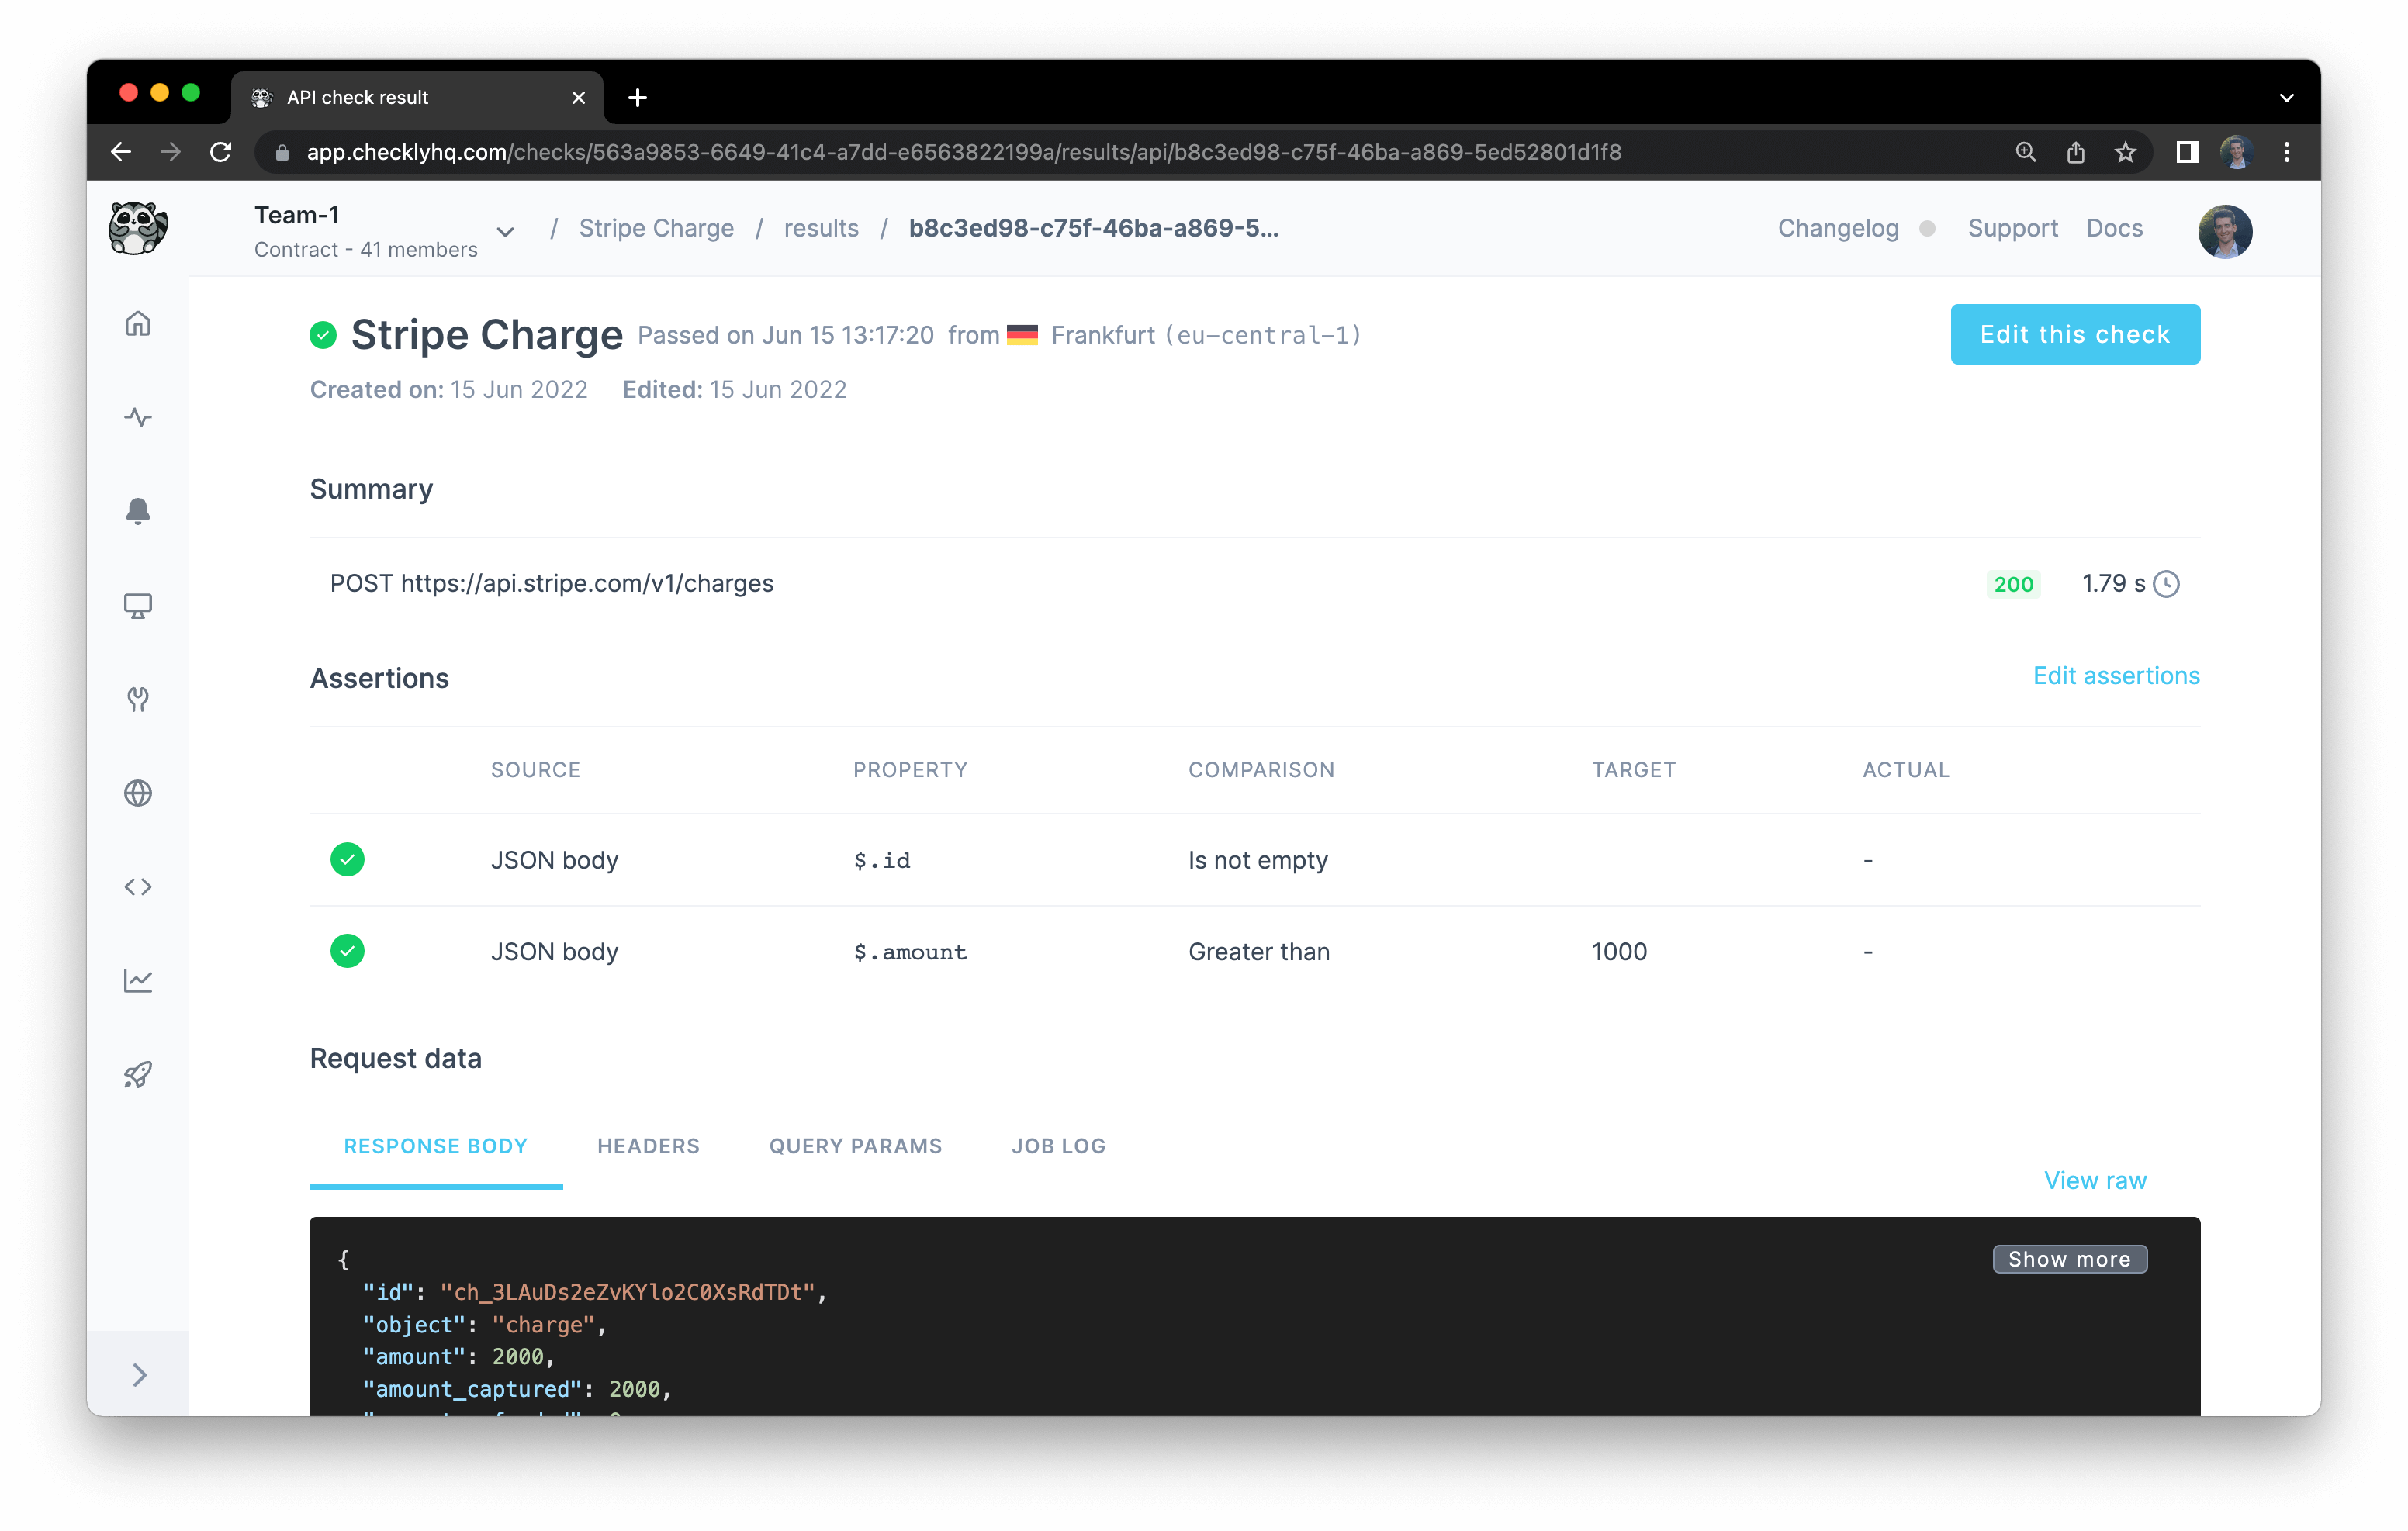 API check result
app.checklyhq.com/checks/563a9853-6649-41c4-a7dd-e6563822199a/results/api/b8c3ed98-c75f-46ba-a869-5ed52801d1f8
Team-1
Contract - 41 members
/ Stripe Charge / results / b8c3ed98-c75f-46ba-a869-5...
Changelog Support Docs
Stripe Charge Passed on Jun 15 13:17:20 from Frankfurt (eu-central-1)
Edit this check
Created on: 15 Jun 2022 Edited: 15 Jun 2022
Summary
POST https://api.stripe.com/v1/charges 200 1.79 s
Assertions Edit assertions
SOURCE PROPERTY COMPARISON TARGET ACTUAL
JSON body $.id Is not empty -
JSON body $.amount Greater than 1000 -
Request data
RESPONSE BODY HEADERS QUERY PARAMS JOB LOG
View raw
{
Show more
"id": "ch_3LAuDs2eZvKYlo2C0XsRdTDt",
"object": "charge",
"amount": 2000,
"amount_captured": 2000,